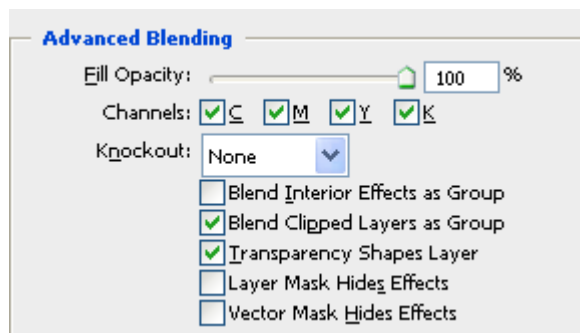 Advanced Blending
Fill Opacity: 100 %
Channels: C M Y K
Knockout: None
Blend Interior Effects as Group
Blend Clipped Layers as Group
Transparency Shapes Layer
Layer Mask Hides Effects
Vector Mask Hides Effects